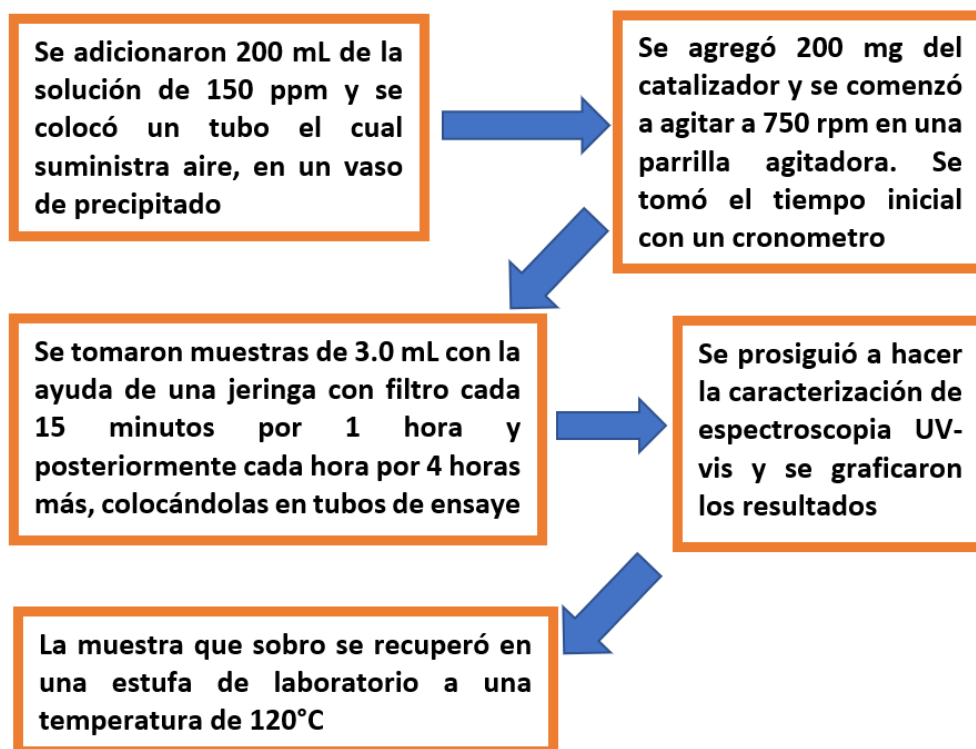 Se adicionaron 200 mL de la
solución de 150 ppm y se
colocó un tubo el cual
suministra aire, en un vaso
de precipitado
Se agregó 200 mg del
catalizador y se comenzó
a agitar a 750 rpm en una
parrilla agitadora. Se
tomó el tiempo inicial
con un cronometro
Se tomaron muestras de 3.0 mL con la
ayuda de una jeringa con filtro cada
15 minutos por 1 hora y
posteriormente cada hora por 4 horas
más, colocándolas en tubos de ensaye
Se prosiguió a hacer
la caracterización de
espectroscopia UV-
vis y se graficaron
los resultados
La muestra que sobro se recuperó en
una estufa de laboratorio a una
temperatura de 120°C